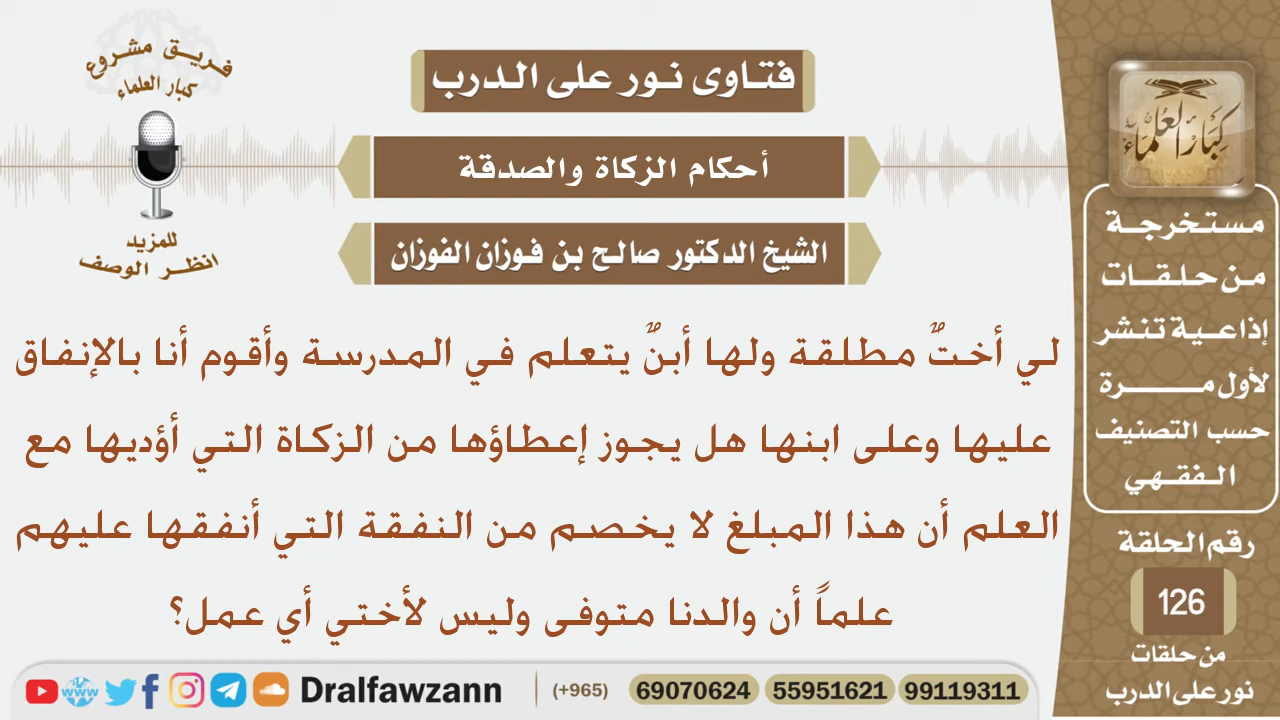 فريق مشروع
كبار العلماء
للمزيد
انظر الوصف
فتاوى نور على الدرب
أحكام الزكاة والصدقة
الشيخ الدكتور صالح بن فوزان الفوزان
لي أختٌ مطلقة ولها أبنٌ يتعلم في المدرسة وأقوم أنا بالإنفاق
عليها وعلى ابنها هل يجوز إعطاؤها من الزكاة التي أؤديها مع
العلم أن هذا المبلغ لا يخصم من النفقة التي أنفقها عليهم
علماً أن والدنا متوفى وليس لأختي أي عمل؟
كبار العلماء
مستخرجة
من حلقات
إذاعية تنشر
لأول مرة
حسب التصنيف
الفقهي
رقم الحلقة
126
من حلقات
نور على الدرب
www
Dralfawzann
(+965) 69070624 55951621 99119311